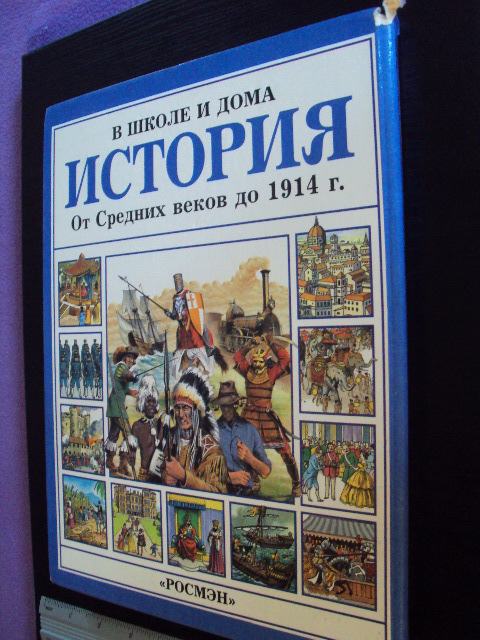 В ШКОЛЕ И ДОМА
ИСТОРИЯ
От Средних веков до 1914 г.
«РОСМЭН»